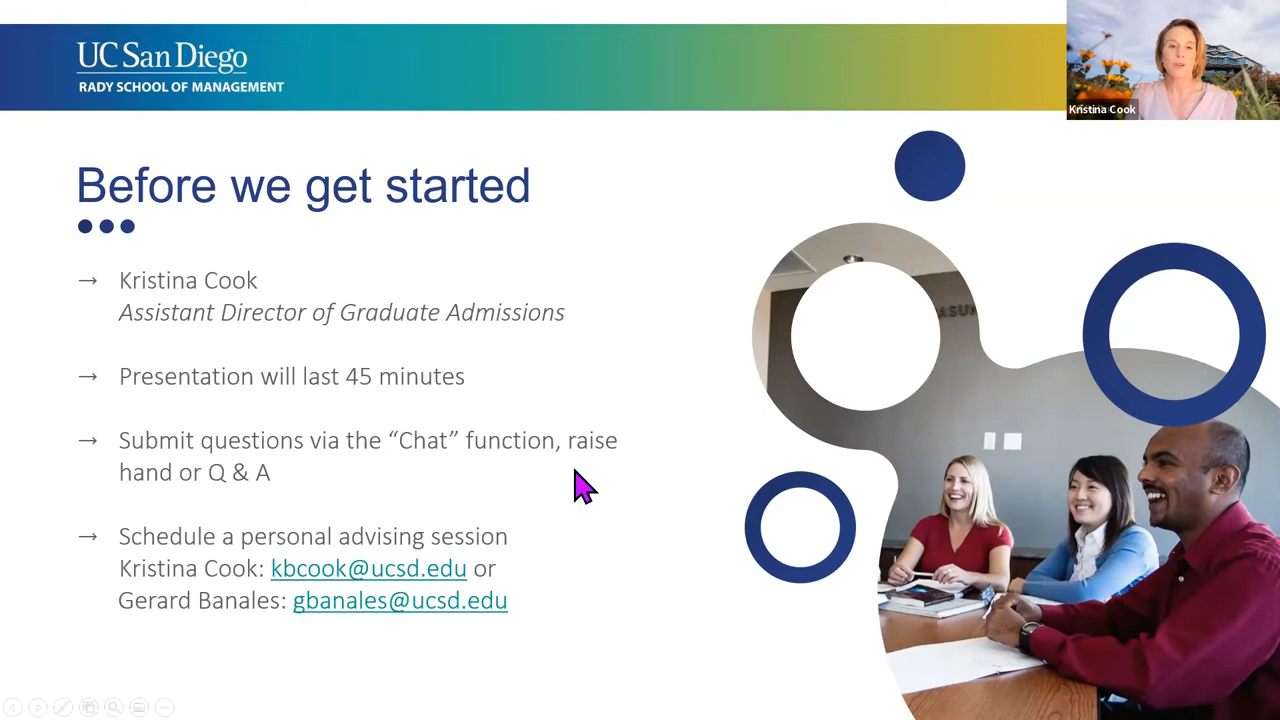 UC San Diego
RADY SCHOOL OF MANAGEMENT
Kristina Cook
Before we get started
→ Kristina Cook
Assistant Director of Graduate Admissions
→ Presentation will last 45 minutes
→ Submit questions via the “Chat” function, raise
hand or Q & A
→ Schedule a personal advising session
Kristina Cook: kbcook@ucsd.edu or
Gerard Banales: gbanales@ucsd.edu